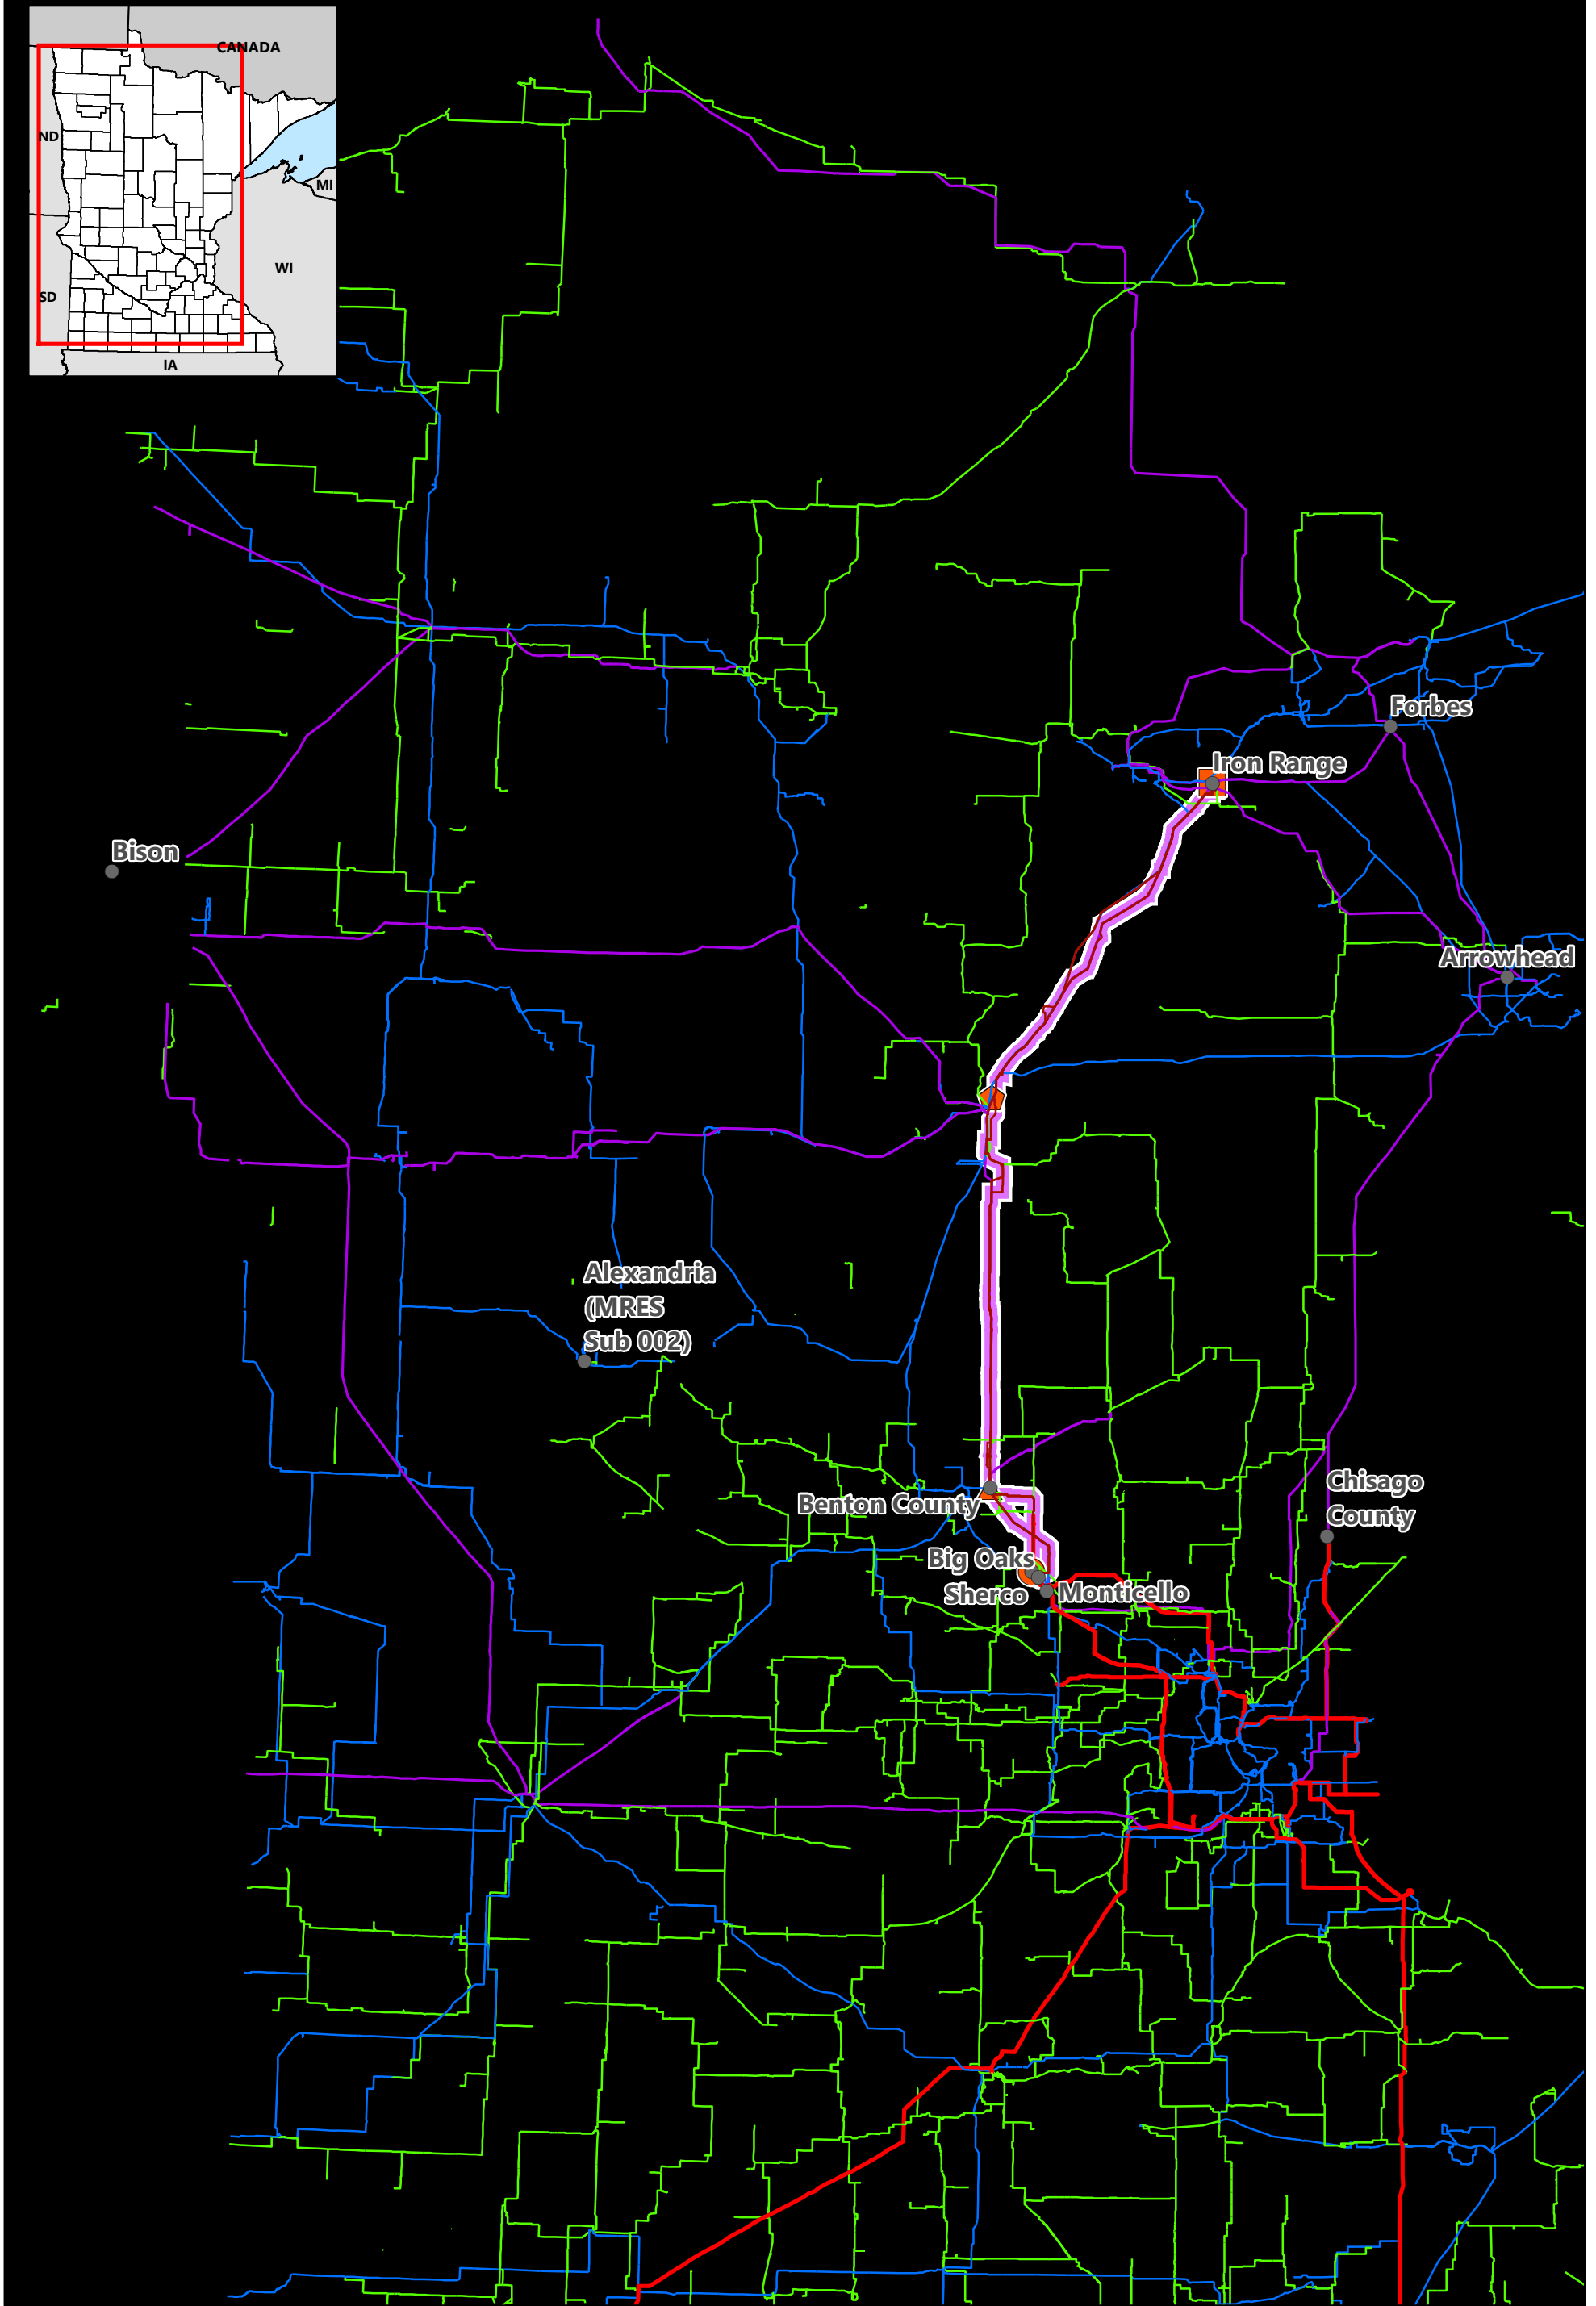 CANADA
ND
MI
WI
SD
IA
Forbes
Iron Range
Bison
Arrowhead
Alexandria
(MRES
Sub 002)
Chisago
County
Benton County
Big Oaks
Sherco
Monticello